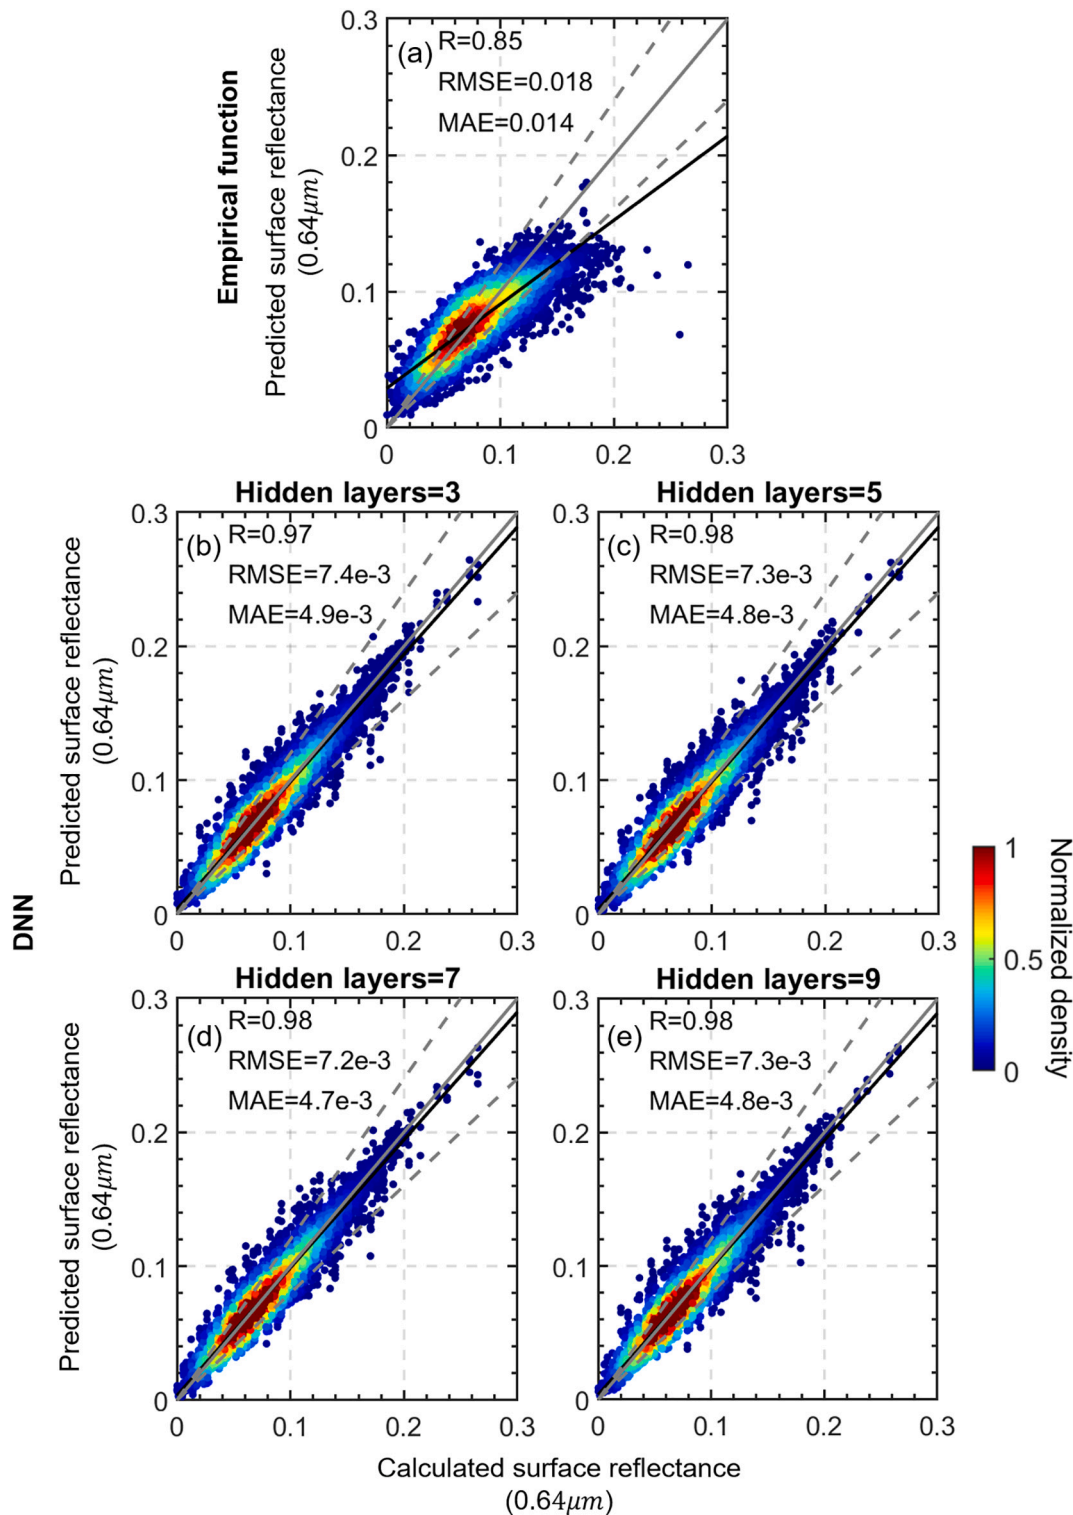 Empirical function
Predicted surface reflectance
(0.64μm)
(a)
R=0.85
RMSE=0.018
MAE=0.014
0.3
0.2
0.1
0
0
0.1
0.2
0.3
DNN
Hidden layers=3
Predicted surface reflectance
(0.64μm)
(b)
R=0.97
RMSE=7.4e-3
MAE=4.9e-3
0.3
0.2
0.1
0
0
0.1
0.2
0.3
Hidden layers=5
(c)
R=0.98
RMSE=7.3e-3
MAE=4.8e-3
0.3
0.2
0.1
0
0
0.1
0.2
0.3
Hidden layers=7
Predicted surface reflectance
(0.64μm)
(d)
R=0.98
RMSE=7.2e-3
MAE=4.7e-3
0.3
0.2
0.1
0
0
0.1
0.2
0.3
Hidden layers=9
(e)
R=0.98
RMSE=7.3e-3
MAE=4.8e-3
0.3
0.2
0.1
0
0
0.1
0.2
0.3
1
0.5
0
Normalized density
Calculated surface reflectance
(0.64μm)